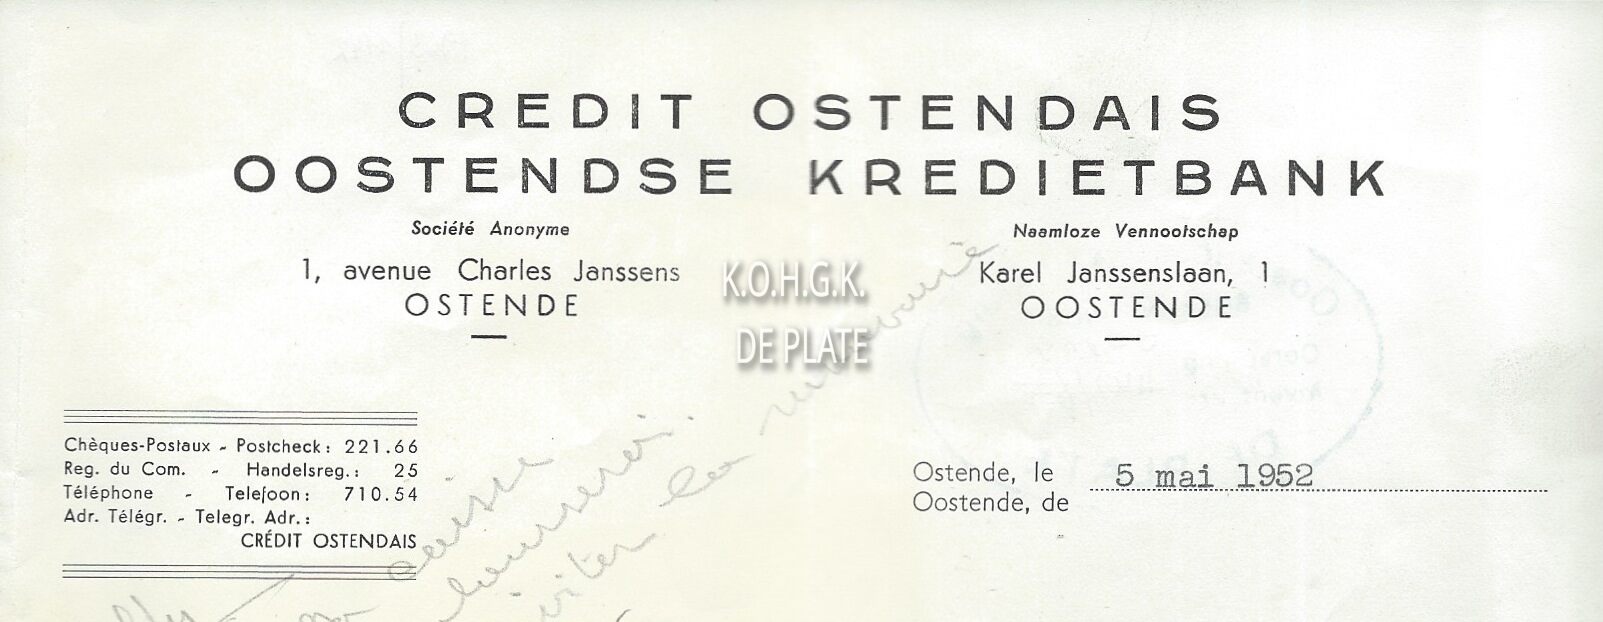 CREDIT OSTENDAIS
OOSTENDSE KREDIETBANK
Société Anonyme
1, avenue Charles Janssens
OSTENDE
Naamloze Vennootschap
Karel Janssenslaan, 1
OOSTENDE
K.O.H.G.K.
DE PLATE
Chèques-Postaux - Postcheck: 221.66
Reg. du Com. - Handelsreg.: 25
Téléphone - Telefoon: 710.54
Adr. Télégr. - Telegr. Adr.:
CRÉDIT OSTENDAIS
Ostende, le 5 mai 1952
Oostende, de
caisse